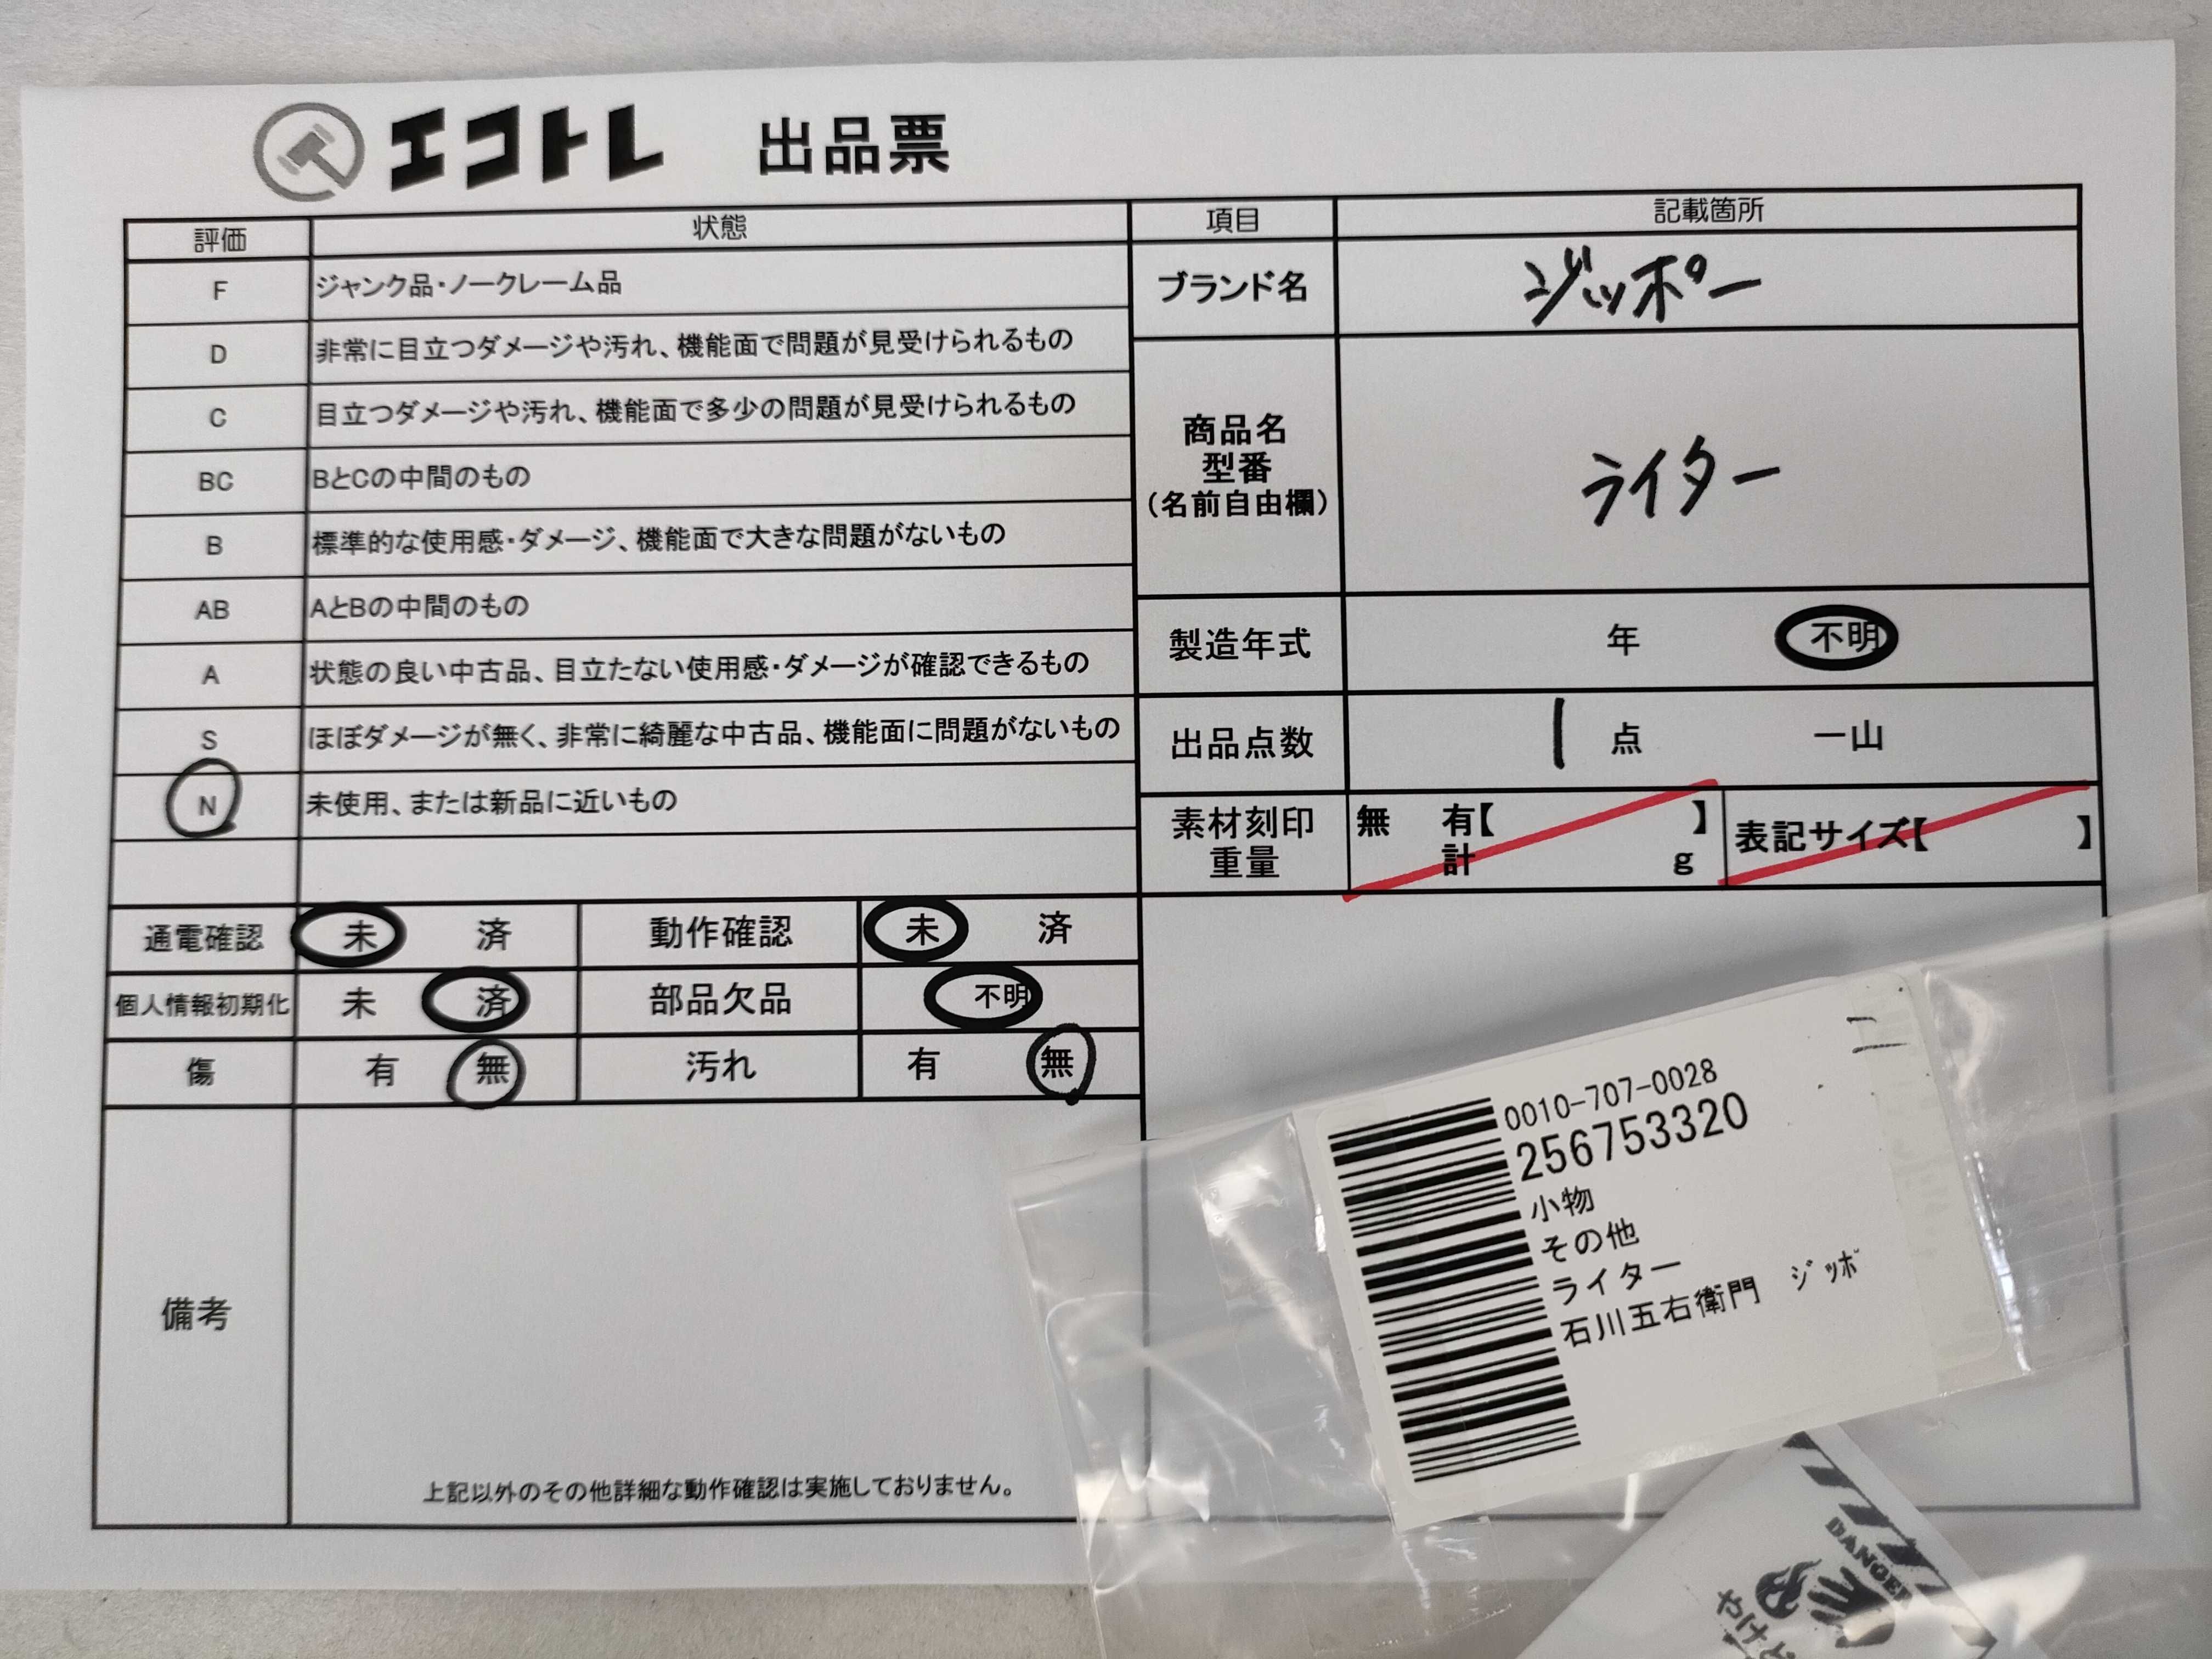 エコトレ 出品票
評価 状態
F ジャンク品・ノークレーム品
D 非常に目立つダメージや汚れ、機能面で問題が見受けられるもの
C 目立つダメージや汚れ、機能面で多少の問題が見受けられるもの
BC BとCの中間のもの
B 標準的な使用感・ダメージ、機能面で大きな問題がないもの
AB AとBの中間のもの
A 状態の良い中古品、目立たない使用感・ダメージが確認できるもの
S ほぼダメージが無く、非常に綺麗な中古品、機能面に問題がないもの
N 未使用、または新品に近いもの
通電確認 未 済 動作確認 未 済
個人情報初期化 未 済 部品欠品 不明
傷 有 無 汚れ 有 無
備考
上記以外のその他詳細な動作確認は実施しておりません。
項目 記載箇所
ブランド名 ジッポー
商品名
型番
(名前自由欄)
ライター
製造年式 年 不明
出品点数 1 点 一山
素材刻印
重量
無 有【 】
計 g
表記サイズ【 】
0010-707-0028
256753320
小物
その他
ライター
石川五右衛門 ジッポ
DANGER
やけど